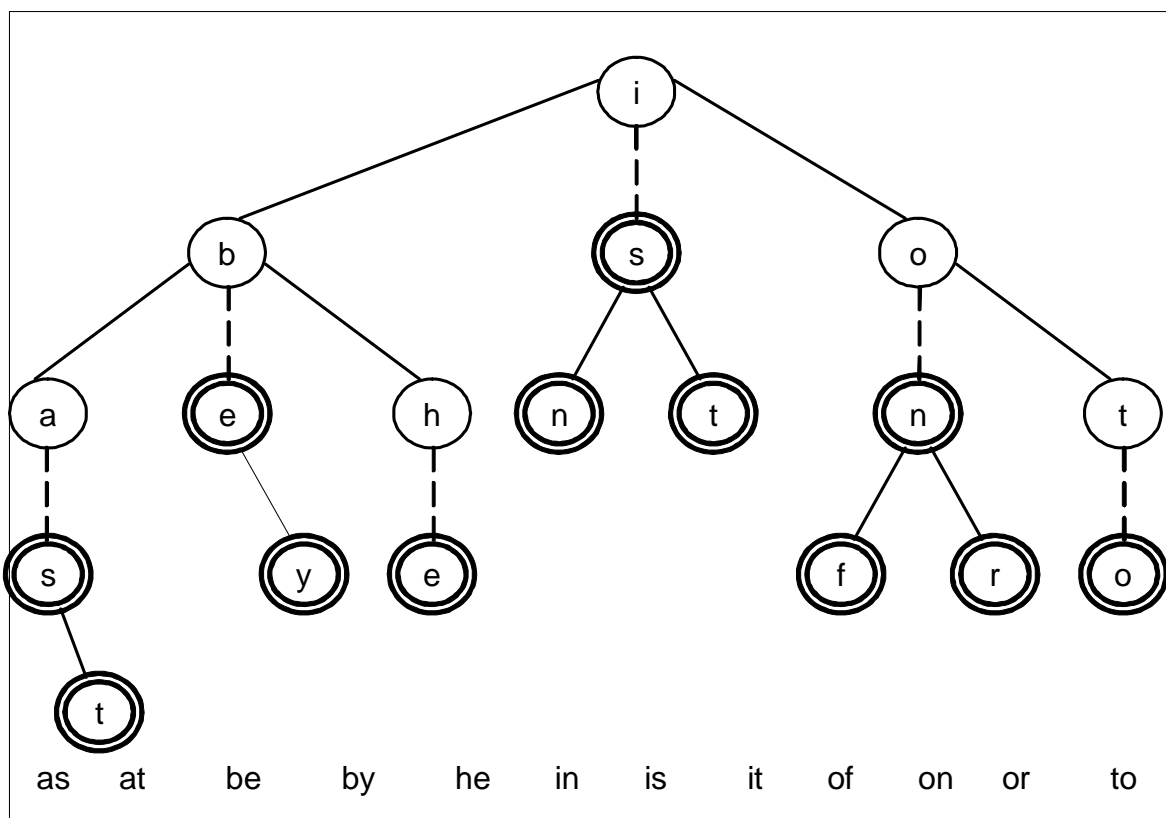 i
b s o
a e h n t n t
s y e f r o
t
as at be by he in is it of on or to